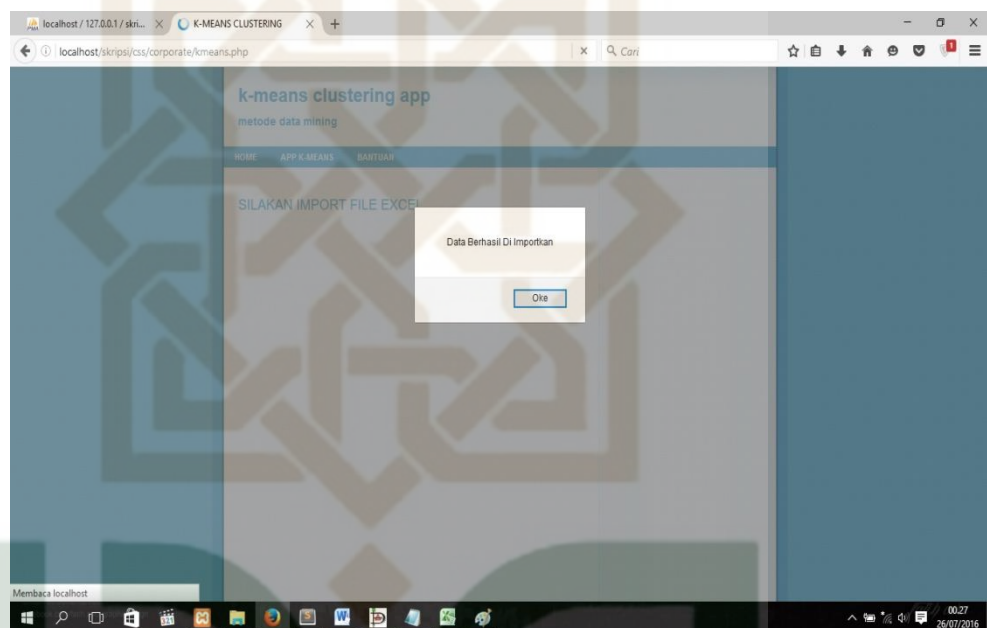 localhost / 127.0.0.1 / skri...
K-MEANS CLUSTERING
localhost/skripsi/css/corporate/kmeans.php
Cari
1
k-means clustering app
metode data mining
HOME APP K-MEANS BANTUAN
SILAKAN IMPORT FILE EXCEL
Data Berhasil Di Importkan
Oke
Membaca localhost
00.27
26/07/2016